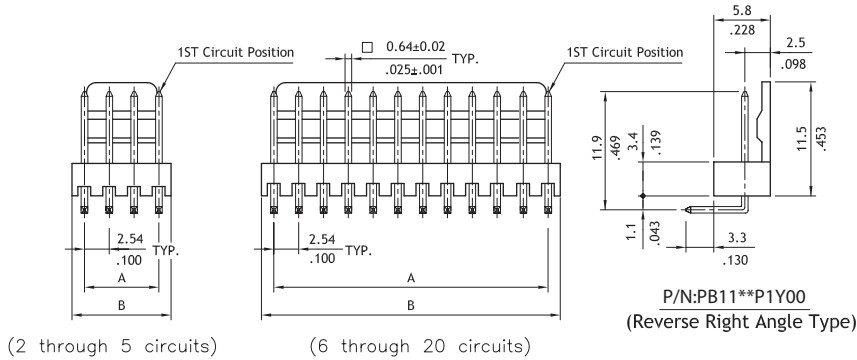 1ST Circuit Position
□ 0.64±0.02
.025±.001
TYP.
1ST Circuit Position
5.8
.228
2.5
.098
11.9
.469
3.4
.139
11.5
.453
1.1
.043
3.3
.130
2.54
.100
TYP.
A
B
2.54
.100
TYP.
A
B
P/N:PB11**P1Y00
(Reverse Right Angle Type)
(2 through 5 circuits)
(6 through 20 circuits)